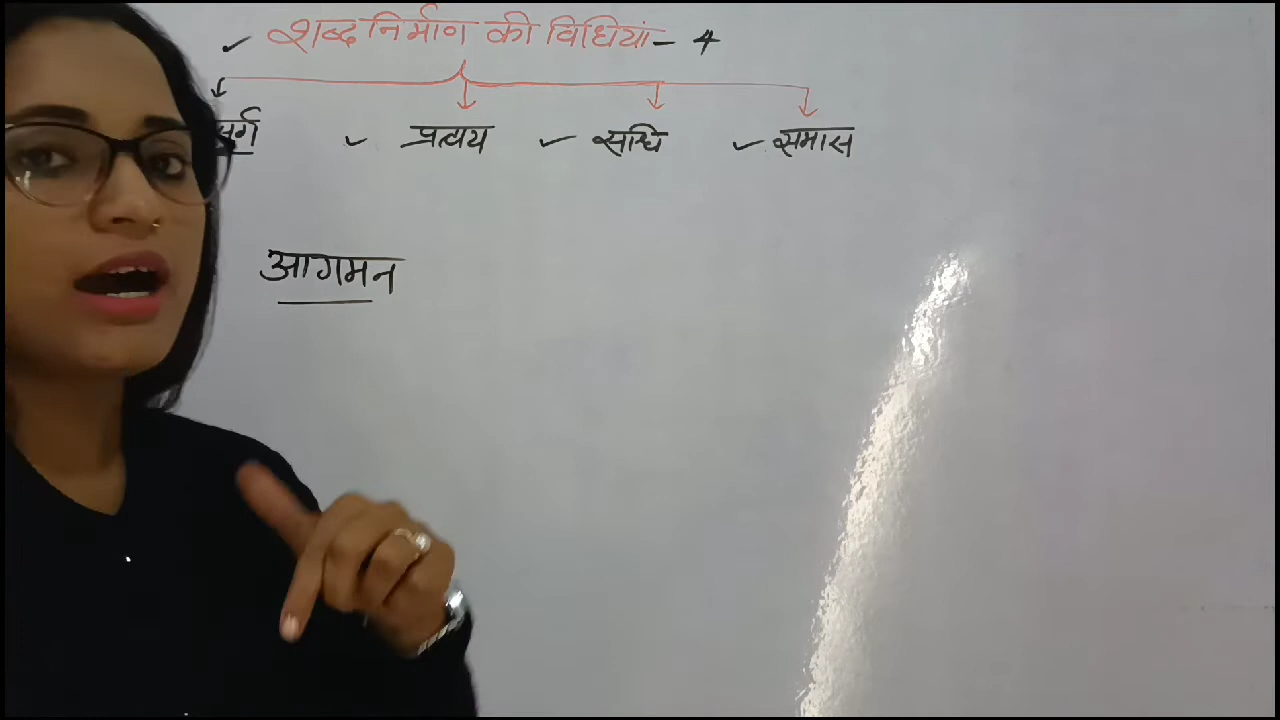 शब्द निर्माण की विधियां - 4
प्रत्यय सन्धि समास
आगमन